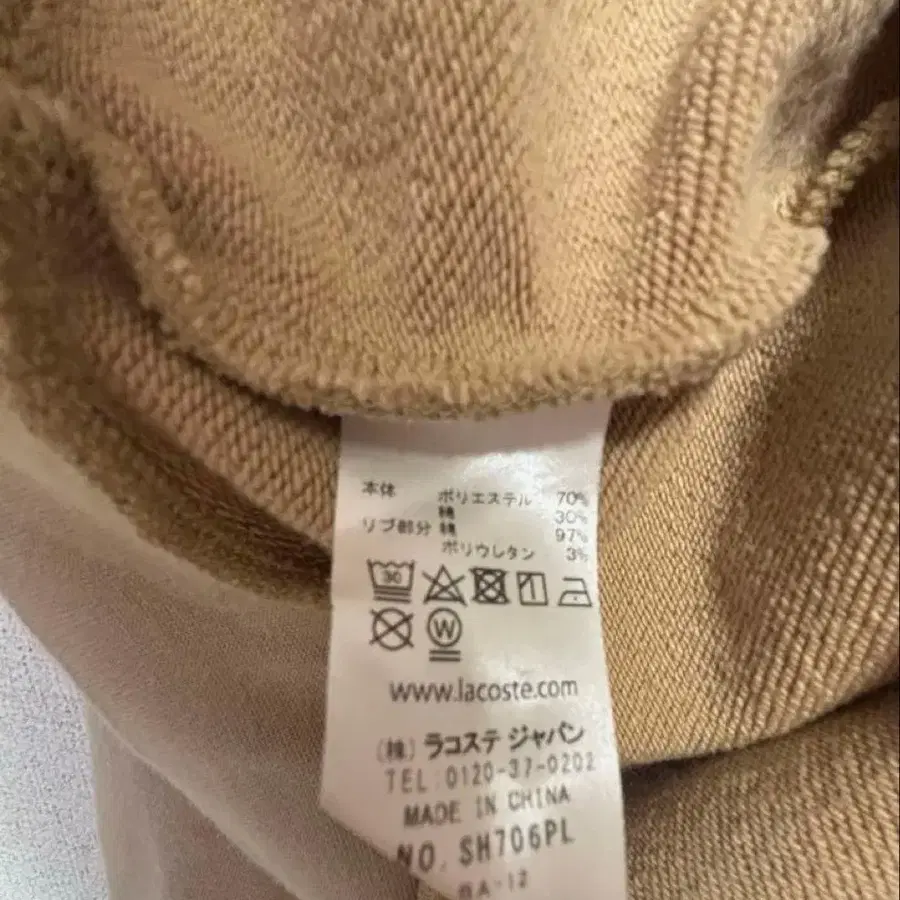 本体 ポリエステル 70%
綿 30%
リブ部分 綿 97%
ポリウレタン 3%
30
W
www.lacoste.com
(株) ラコステ ジャパン
TEL:0120-37-0202
MADE IN CHINA
NO. SH706PL
BA-12